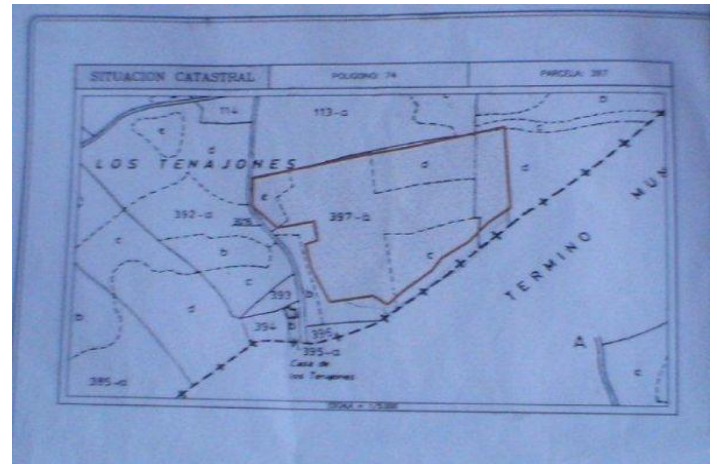 SITUACION CATASTRAL
POLIGONO: 74
PARCELA: 397
114
113-a
b
c
d
c
LOS TENAJONES
d
d
c
397-a
392-a
c
b
c
c
393
b
d
394
396
395-a
Casa de
los Tenajones
385-a
TERMINO
MUN
A
c